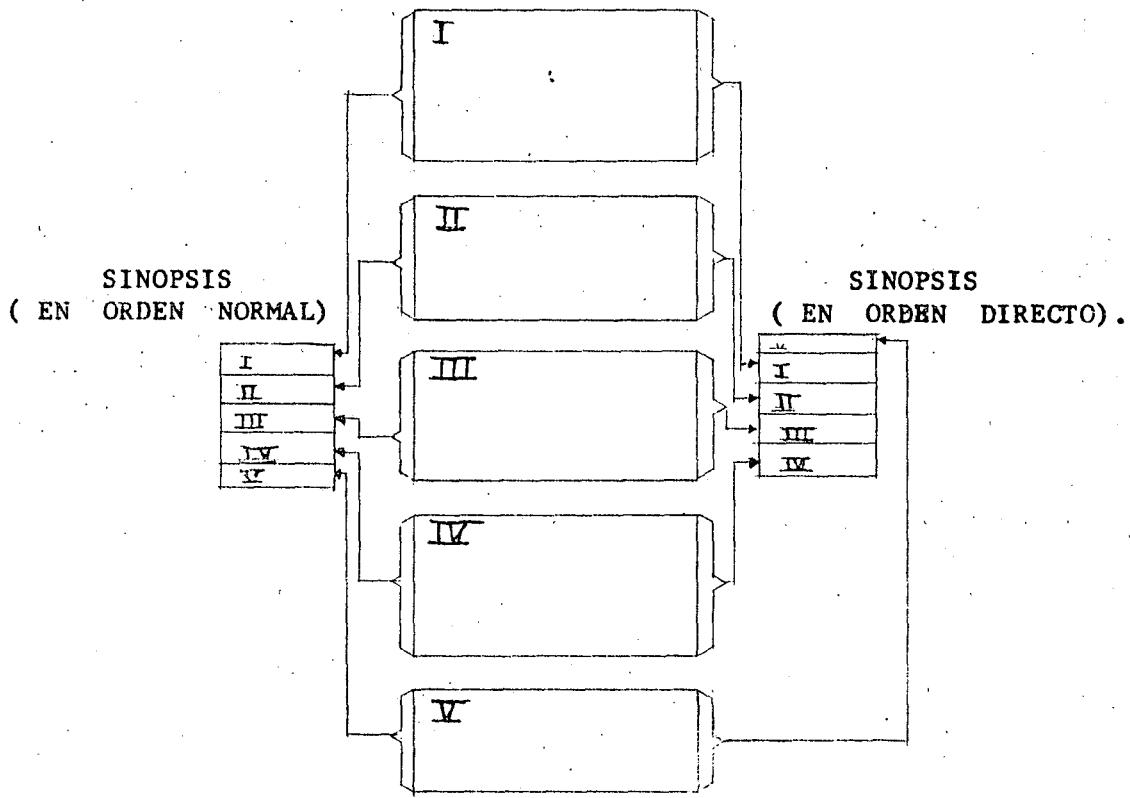 I
II
SINOPSIS
( EN ORDEN NORMAL)
I
II
III
IV
V
III
SINOPSIS
( EN ORDEN DIRECTO).
I
II
III
IV
IV
V